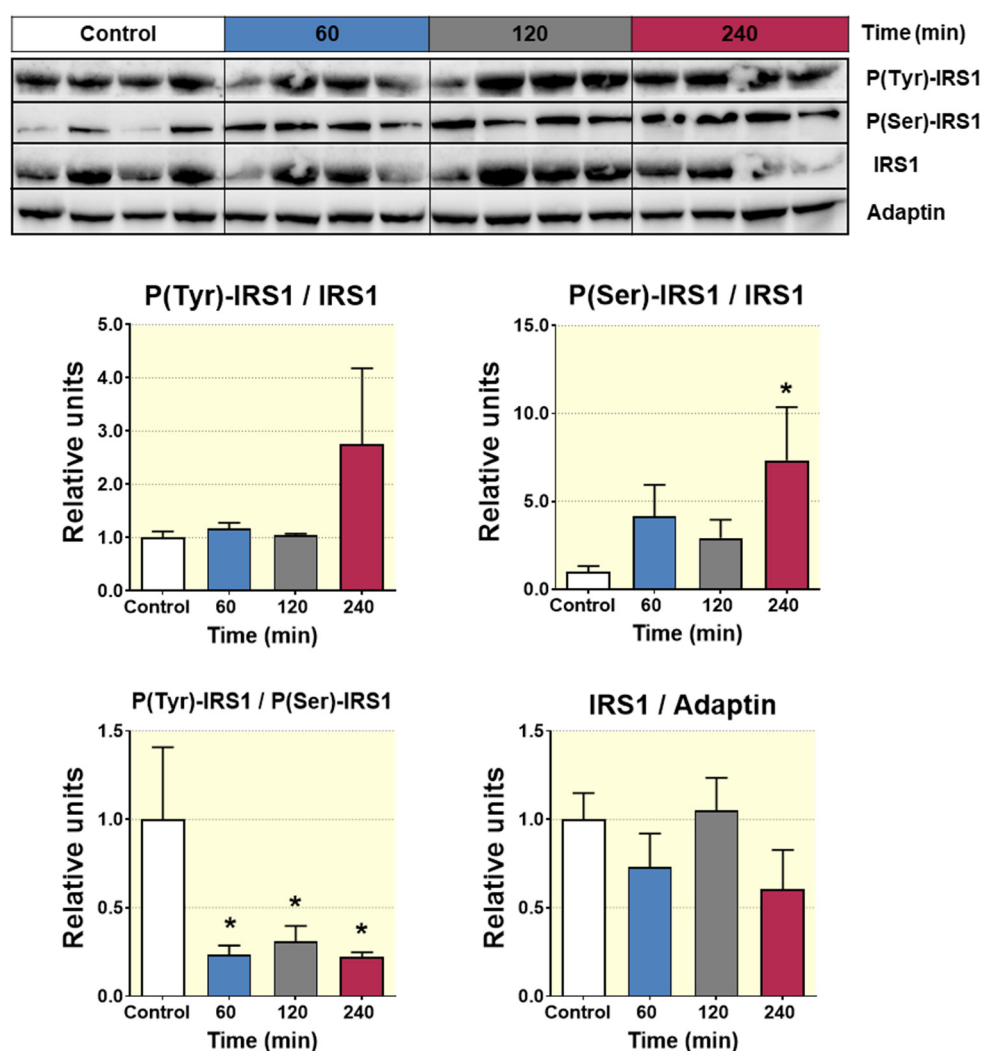 Control 60 120 240 Time (min)
P(Tyr)-IRS1
P(Ser)-IRS1
IRS1
Adaptin
P(Tyr)-IRS1 / IRS1
Relative units
5.0
4.0
3.0
2.0
1.0
0.0
Control 60 120 240
Time (min)
P(Ser)-IRS1 / IRS1
Relative units
15.0
10.0
5.0
0.0
*
Control 60 120 240
Time (min)
P(Tyr)-IRS1 / P(Ser)-IRS1
Relative units
1.5
1.0
0.5
0.0
* * *
Control 60 120 240
Time (min)
IRS1 / Adaptin
Relative units
1.5
1.0
0.5
0.0
Control 60 120 240
Time (min)